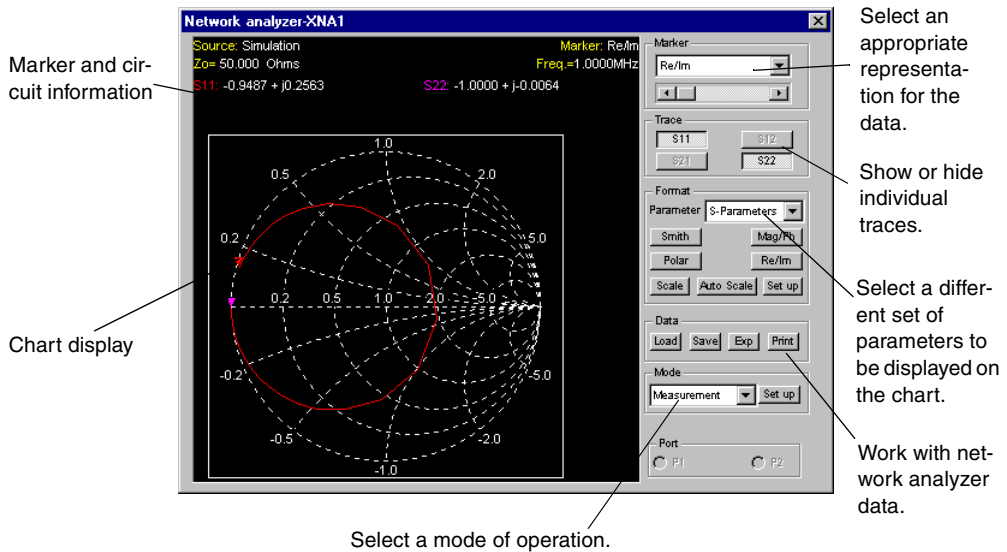 Network analyzer-XNA1
Source: Simulation
Marker: Re/Im
Zo= 50.000 Ohms
Freq.=1.0000MHz
S11: -0.9487 + j0.2563
S22: -1.0000 + j-0.0064
1.0
0.5
2.0
0.2
5.0
0.2
0.5
1.0
2.0
5.0
-0.2
-5.0
-0.5
-2.0
-1.0
Marker
Re/Im
Trace
S11
S12
S21
S22
Format
Parameter
S-Parameters
Smith
Mag/Ph
Polar
Re/Im
Scale
Auto Scale
Set up
Data
Load
Save
Exp
Print
Mode
Measurement
Set up
Port
P1
P2
Marker and cir-
cuit information
Chart display
Select an
appropriate
representa-
tion for the
data.
Show or hide
individual
traces.
Select a differ-
ent set of
parameters to
be displayed on
the chart.
Work with net-
work analyzer
data.
Select a mode of operation.